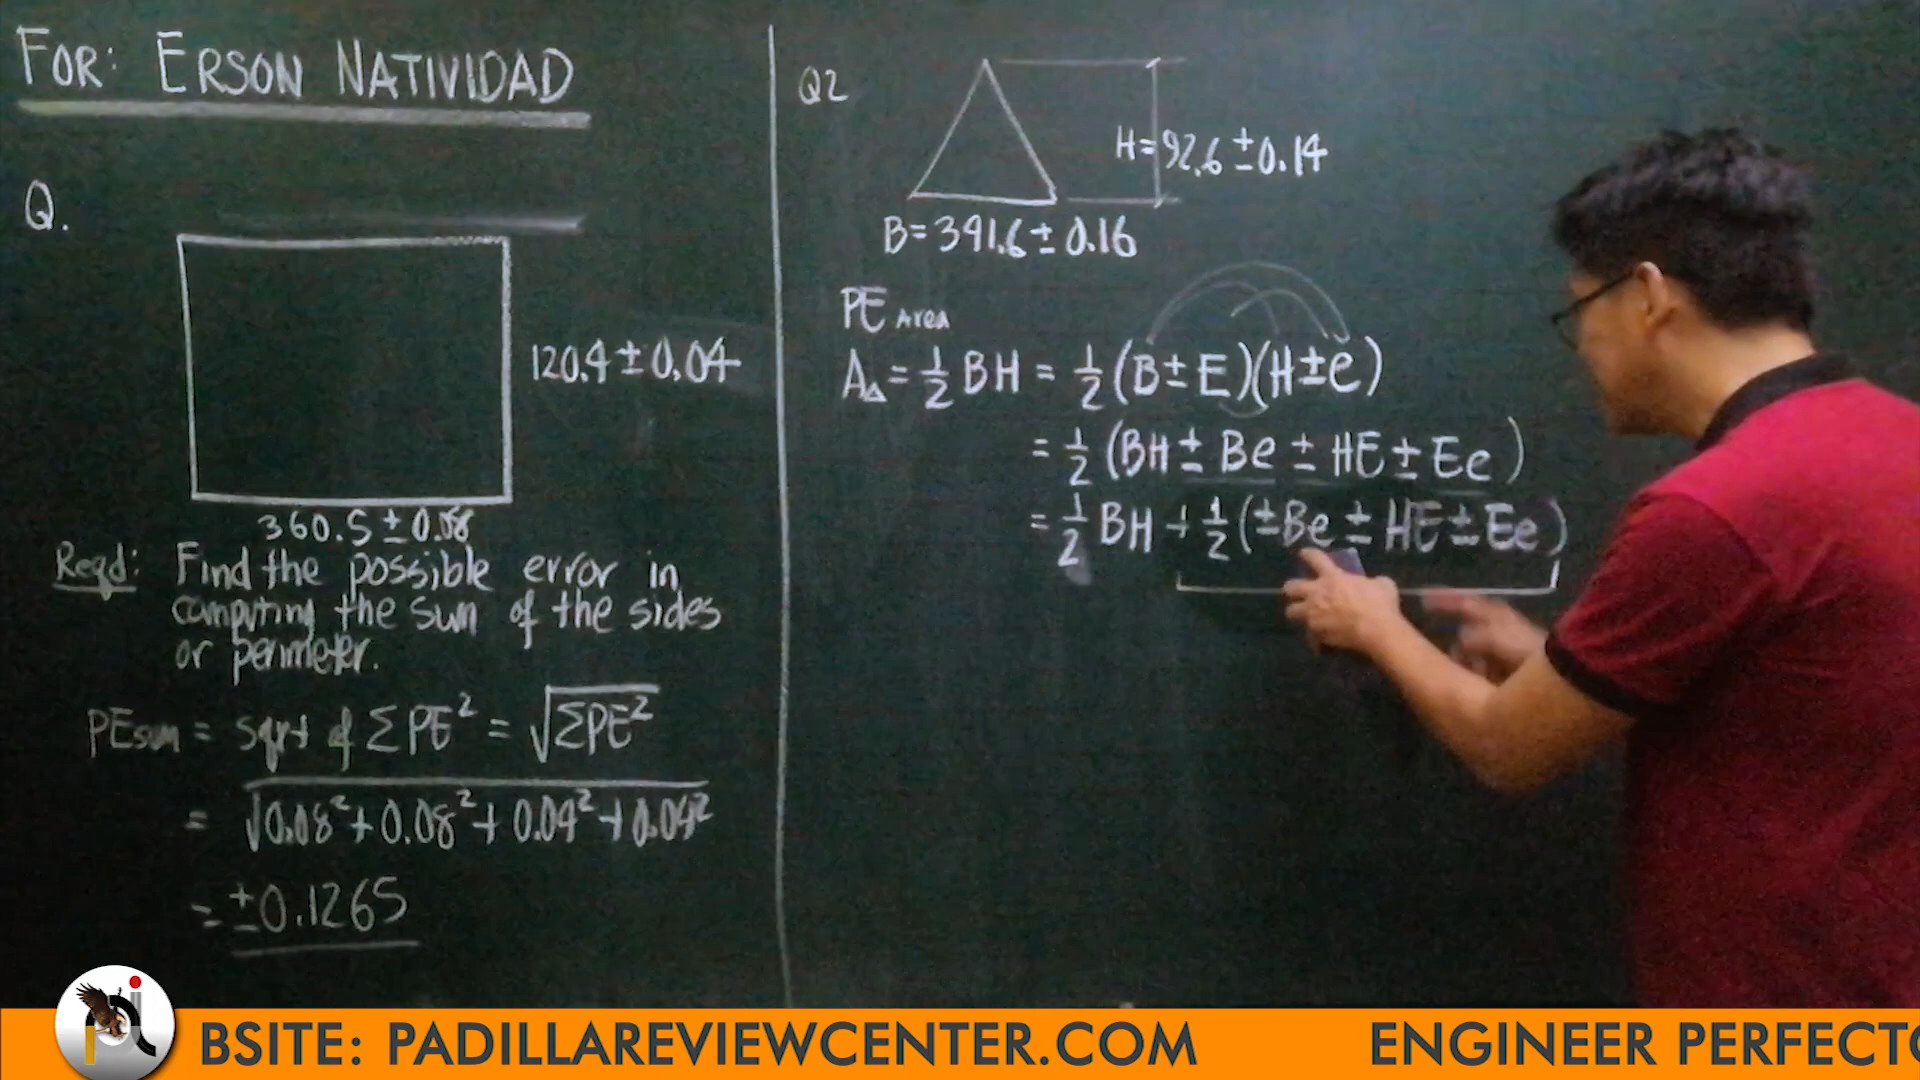 FOR: ERSON NATIVIDAD
Q.
120.4 ± 0.04
360.5 ± 0.08
Reqd: Find the possible error in
computing the sum of the sides
or perimeter.
PEsum = sqrt of ΣPE² = √ΣPE²
= √0.08² + 0.08² + 0.04² + 0.04²
= ±0.1265
Q2
H = 92.6 ± 0.14
B = 391.6 ± 0.16
PE Area
A△ = 1/2 BH = 1/2 (B ± E)(H ± e)
= 1/2 (BH ± Be ± HE ± Ee)
= 1/2 BH + 1/2 (±Be ± HE ± Ee)
BSITE: PADILLAREVIEWCENTER.COM ENGINEER PERFECTO